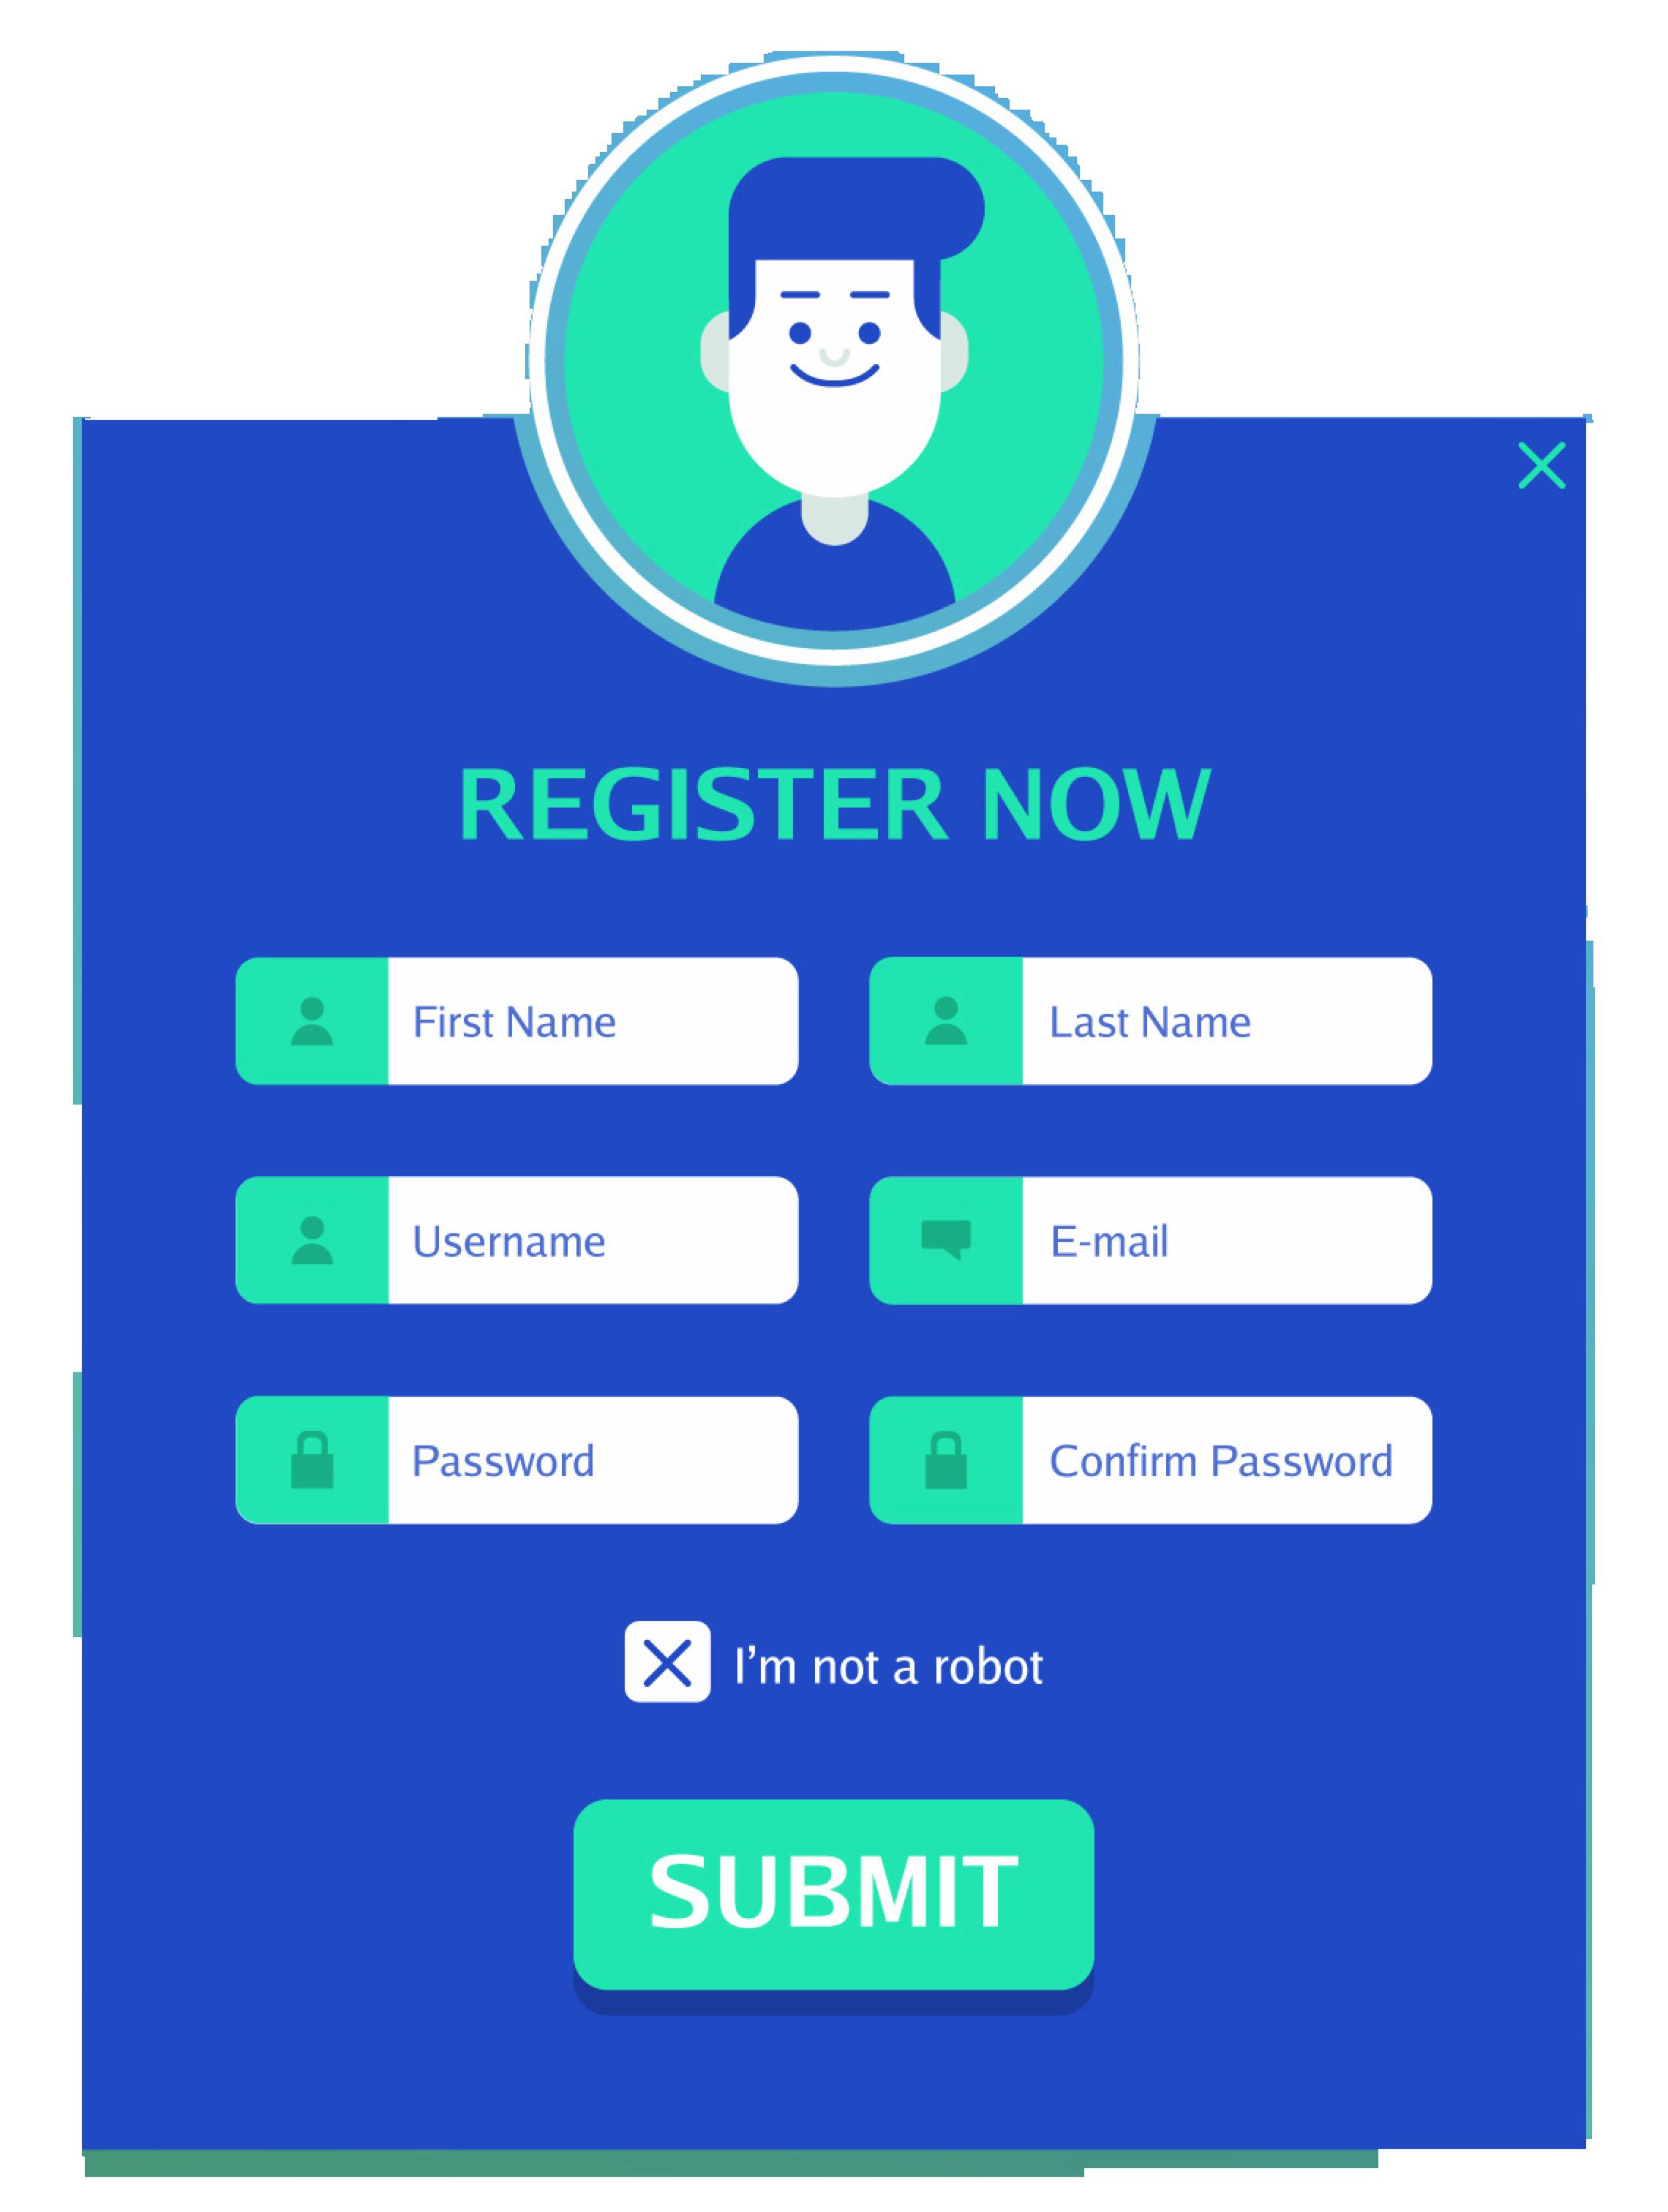 REGISTER NOW
First Name
Last Name
Username
E-mail
Password
Confirm Password
I'm not a robot
SUBMIT